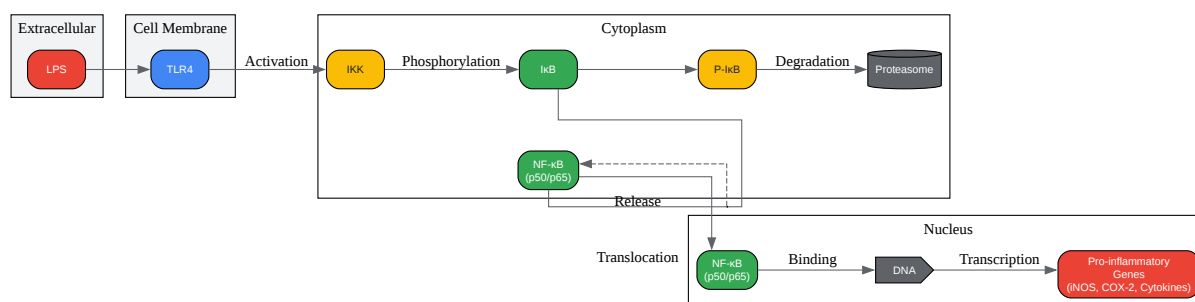 Extracellular
Cell Membrane
Cytoplasm
LPS
TLR4
Activation
IKK
Phosphorylation
IκB
P-IκB
Degradation
Proteasome
NF-κB
(p50/p65)
Release
Nucleus
Translocation
NF-κB
(p50/p65)
Binding
DNA
Transcription
Pro-inflammatory
Genes
(iNOS, COX-2, Cytokines)